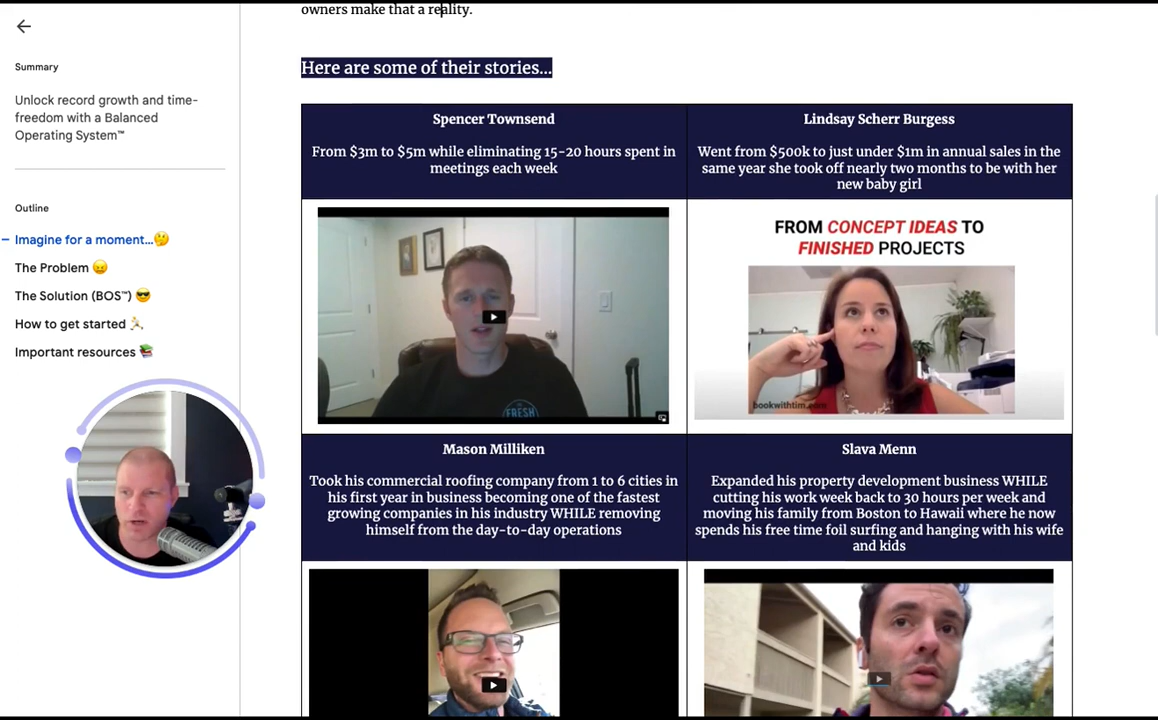 owners make that a reality.
Summary
Unlock record growth and time-
freedom with a Balanced
Operating System™
Outline
Imagine for a moment...🤔
The Problem 😖
The Solution (BOS™) 😎
How to get started 🏃
Important resources 📚
Here are some of their stories...
Spencer Townsend
From $3m to $5m while eliminating 15-20 hours spent in
meetings each week
Lindsay Scherr Burgess
Went from $500k to just under $1m in annual sales in the
same year she took off nearly two months to be with her
new baby girl
FRESH
FROM CONCEPT IDEAS TO
FINISHED PROJECTS
bookwithtim.com
Mason Milliken
Took his commercial roofing company from 1 to 6 cities in
his first year in business becoming one of the fastest
growing companies in his industry WHILE removing
himself from the day-to-day operations
Slava Menn
Expanded his property development business WHILE
cutting his work week back to 30 hours per week and
moving his family from Boston to Hawaii where he now
spends his free time foil surfing and hanging with his wife
and kids